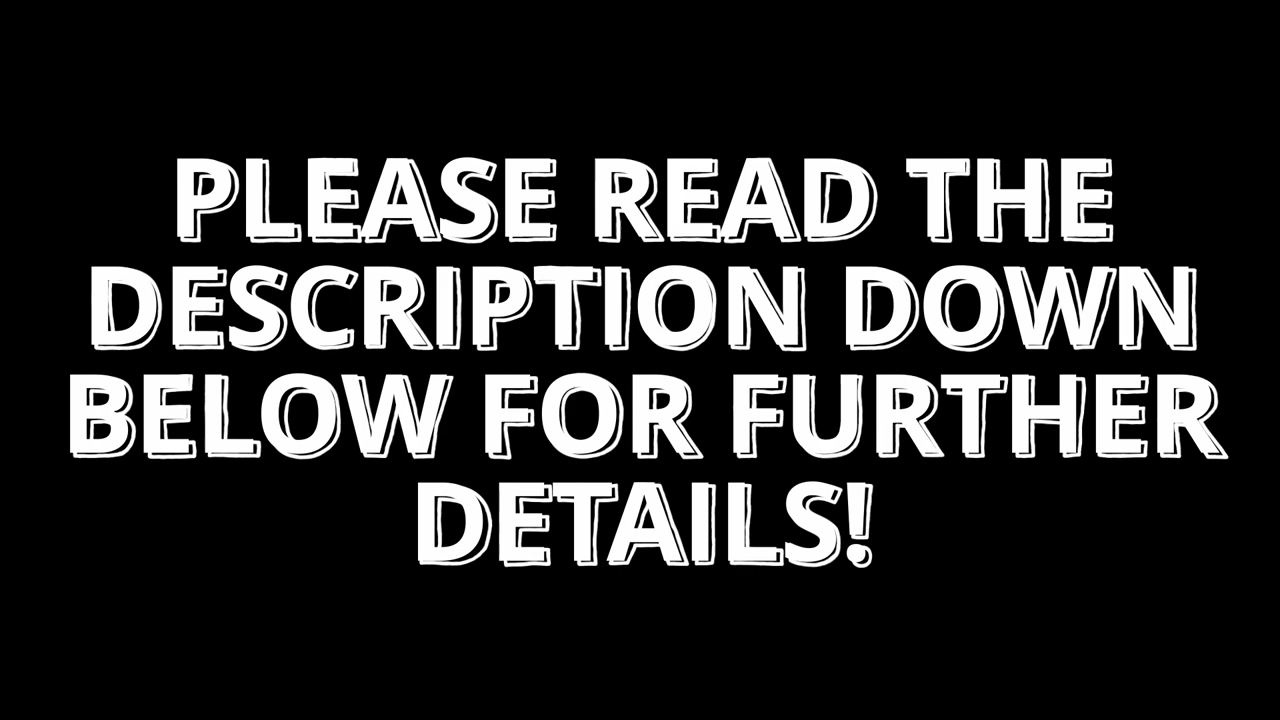 PLEASE READ THE
DESCRIPTION DOWN
BELOW FOR FURTHER
DETAILS!